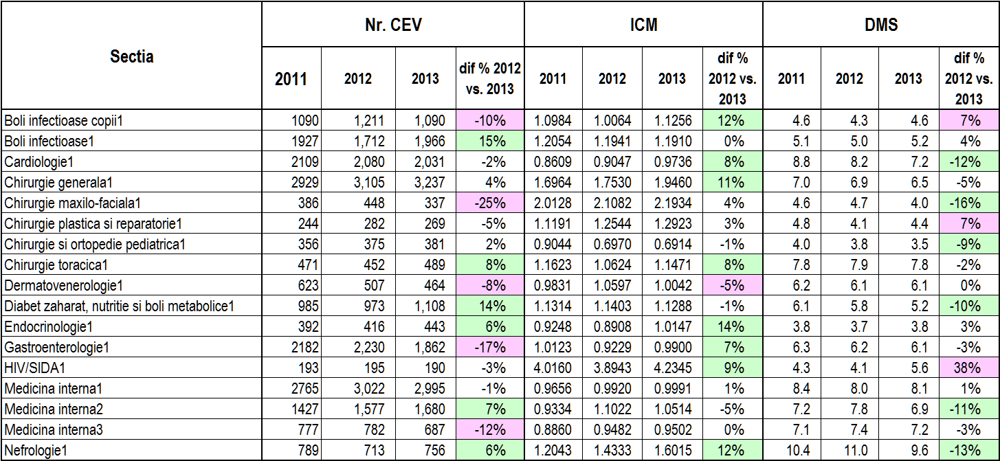 Sectia Nr. CEV ICM DMS
2011 2012 2013 dif % 2012 vs. 2013 2011 2012 2013 dif % 2012 vs. 2013 2011 2012 2013 dif % 2012 vs. 2013
Boli infectioase copii1 1090 1,211 1,090 -10% 1.0984 1.0064 1.1256 12% 4.6 4.3 4.6 7%
Boli infectioase1 1927 1,712 1,966 15% 1.2054 1.1941 1.1910 0% 5.1 5.0 5.2 4%
Cardiologie1 2109 2,080 2,031 -2% 0.8609 0.9047 0.9736 8% 8.8 8.2 7.2 -12%
Chirurgie generala1 2929 3,105 3,237 4% 1.6964 1.7530 1.9460 11% 7.0 6.9 6.5 -5%
Chirurgie maxilo-faciala1 386 448 337 -25% 2.0128 2.1082 2.1934 4% 4.6 4.7 4.0 -16%
Chirurgie plastica si reparatorie1 244 282 269 -5% 1.1191 1.2544 1.2923 3% 4.8 4.1 4.4 7%
Chirurgie si ortopedie pediatrica1 356 375 381 2% 0.9044 0.6970 0.6914 -1% 4.0 3.8 3.5 -9%
Chirurgie toracica1 471 452 489 8% 1.1623 1.0624 1.1471 8% 7.8 7.9 7.8 -2%
Dermatovenerologie1 623 507 464 -8% 0.9831 1.0597 1.0042 -5% 6.2 6.1 6.1 0%
Diabet zaharat, nutritie si boli metabolice1 985 973 1,108 14% 1.1314 1.1403 1.1288 -1% 6.1 5.8 5.2 -10%
Endocrinologie1 392 416 443 6% 0.9248 0.8908 1.0147 14% 3.8 3.7 3.8 3%
Gastroenterologie1 2182 2,230 1,862 -17% 1.0123 0.9229 0.9900 7% 6.3 6.2 6.1 -3%
HIV/SIDA1 193 195 190 -3% 4.0160 3.8943 4.2345 9% 4.3 4.1 5.6 38%
Medicina interna1 2765 3,022 2,995 -1% 0.9656 0.9920 0.9991 1% 8.4 8.0 8.1 1%
Medicina interna2 1427 1,577 1,680 7% 0.9334 1.1022 1.0514 -5% 7.2 7.8 6.9 -11%
Medicina interna3 777 782 687 -12% 0.8860 0.9482 0.9502 0% 7.1 7.4 7.2 -3%
Nefrologie1 789 713 756 6% 1.2043 1.4333 1.6015 12% 10.4 11.0 9.6 -13%